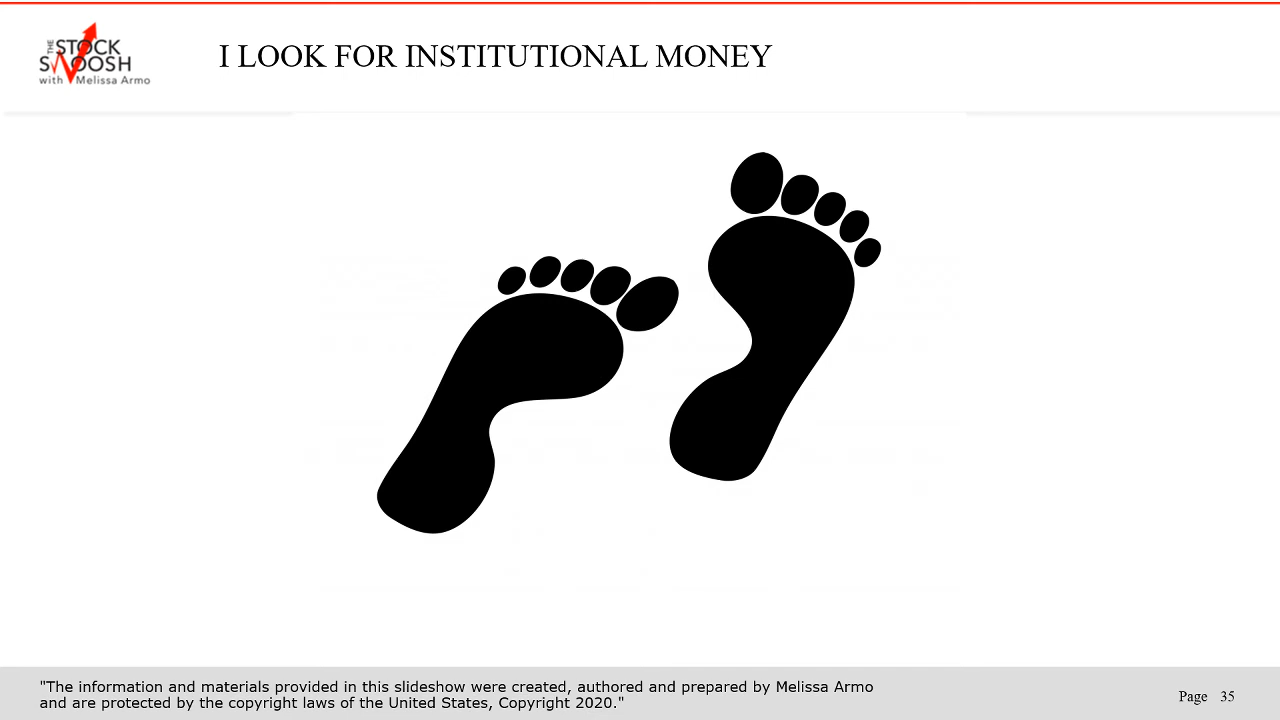 THE
STOCK
SWOOSH
with Melissa Armo
I LOOK FOR INSTITUTIONAL MONEY
"The information and materials provided in this slideshow were created, authored and prepared by Melissa Armo
and are protected by the copyright laws of the United States, Copyright 2020."
Page 35